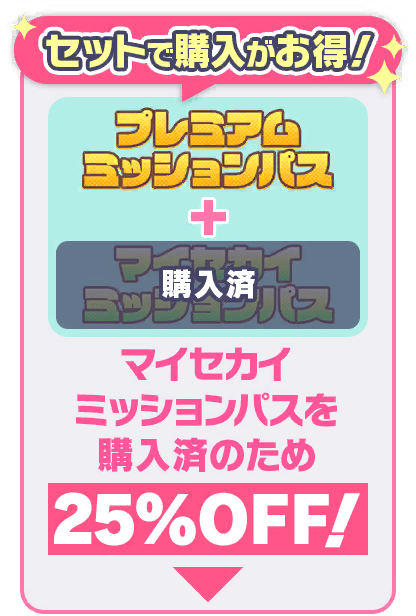 セットで購入がお得!
プレミアム
ミッションパス
+
マイセカイ
購入済
ミッションパス
マイセカイ
ミッションパスを
購入済のため
25%OFF!